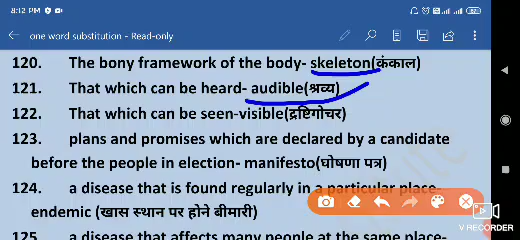 8:12 PM
one word substitution - Read-only
120. The bony framework of the body- skeleton(कंकाल)
121. That which can be heard- audible(श्रव्य)
122. That which can be seen-visible(द्रष्टिगोचर)
123. plans and promises which are declared by a candidate
before the people in election- manifesto(घोषणा पत्र)
124. a disease that is found regularly in a particular place-
endemic (खास स्थान पर होने बीमारी)
125. a disease that affects many people at the same place-
V RECORDER